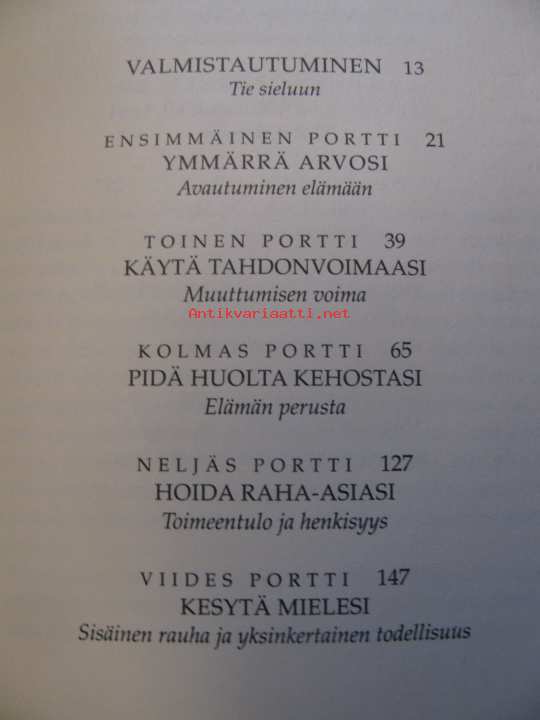 VALMISTAUTUMINEN 13
Tie sieluun
ENSIMMÄINEN PORTTI 21
YMMÄRRÄ ARVOSI
Avautuminen elämään
TOINEN PORTTI 39
KÄYTÄ TAHDONVOIMAASI
Muuttumisen voima
Antikvariaatti.net
KOLMAS PORTTI 65
PIDÄ HUOLTA KEHOSTASI
Elämän perusta
NELJÄS PORTTI 127
HOIDA RAHA-ASIASI
Toimeentulo ja henkisyys
VIIDES PORTTI 147
KESYTÄ MIELESI
Sisäinen rauha ja yksinkertainen todellisuus